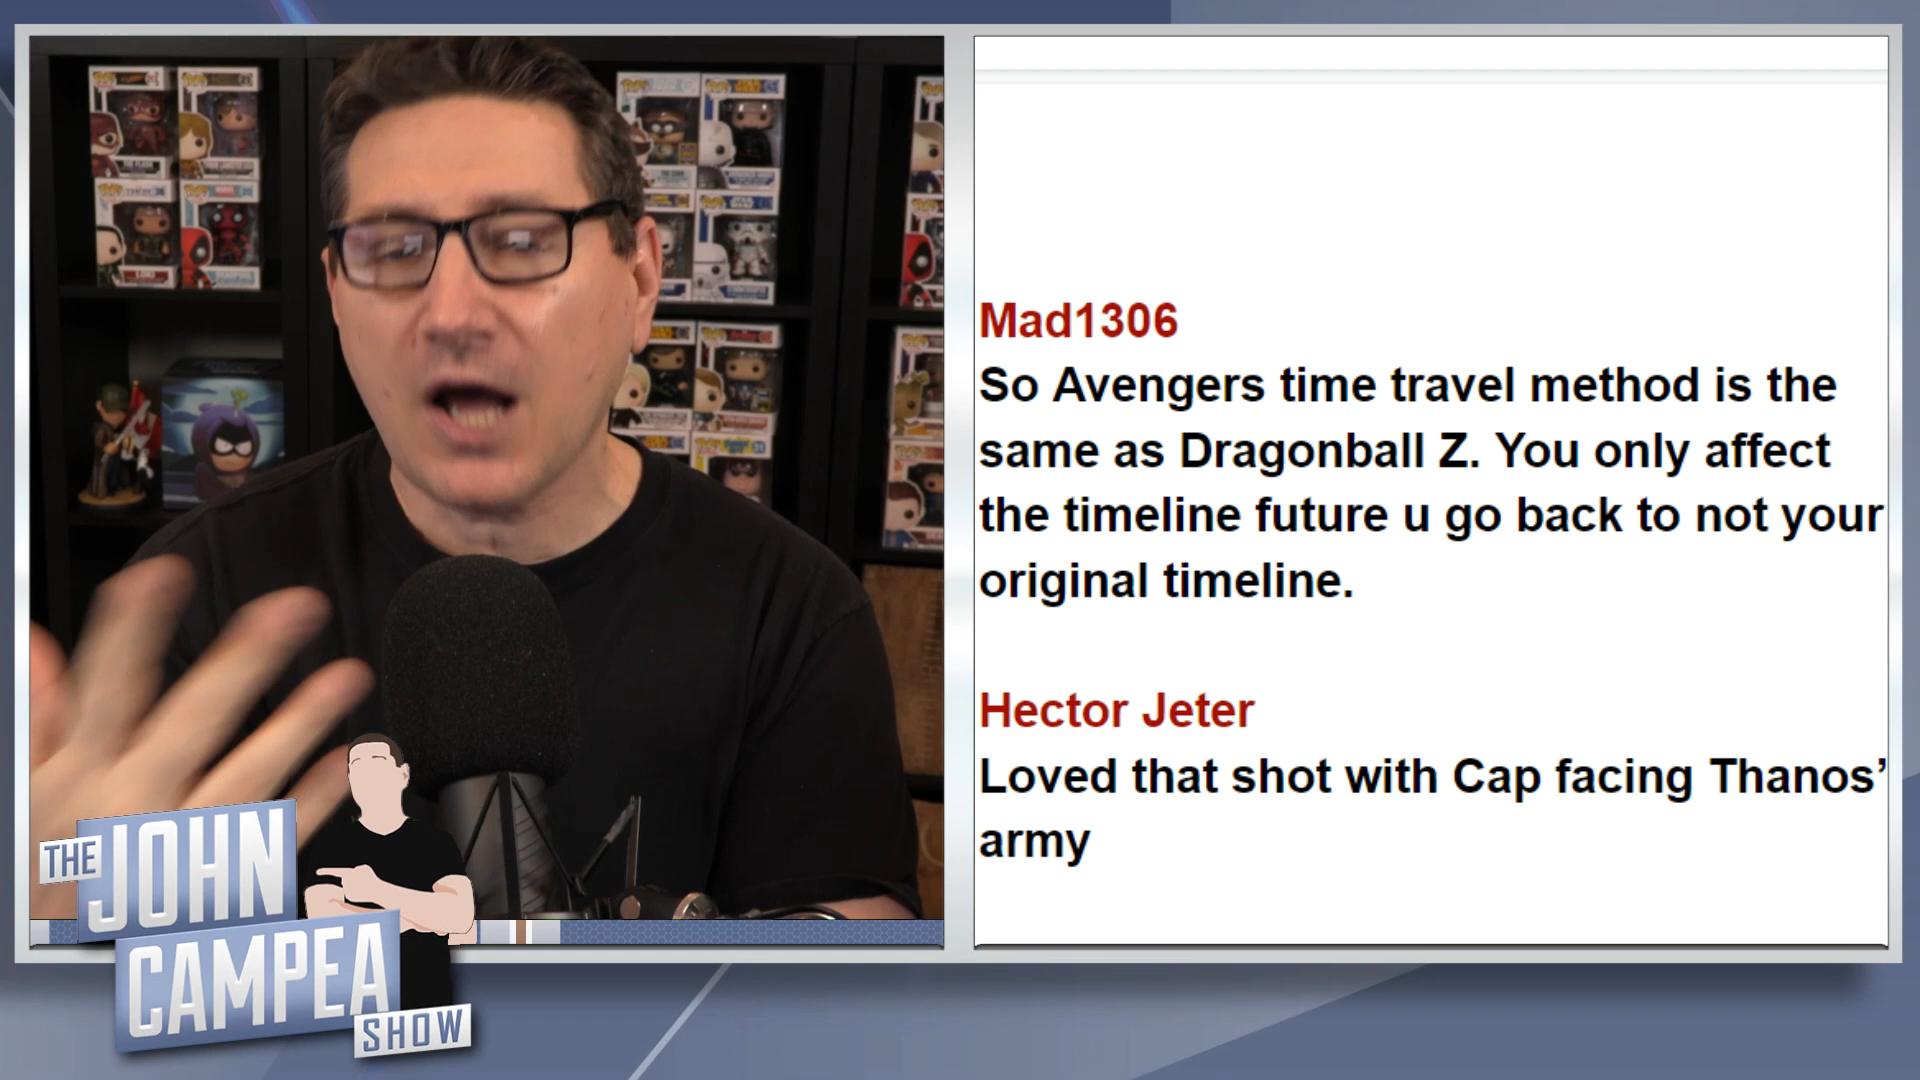 Mad1306
So Avengers time travel method is the
same as Dragonball Z. You only affect
the timeline future u go back to not your
original timeline.
Hector Jeter
Loved that shot with Cap facing Thanos’
army
THE
JOHN
CAMPEA
SHOW